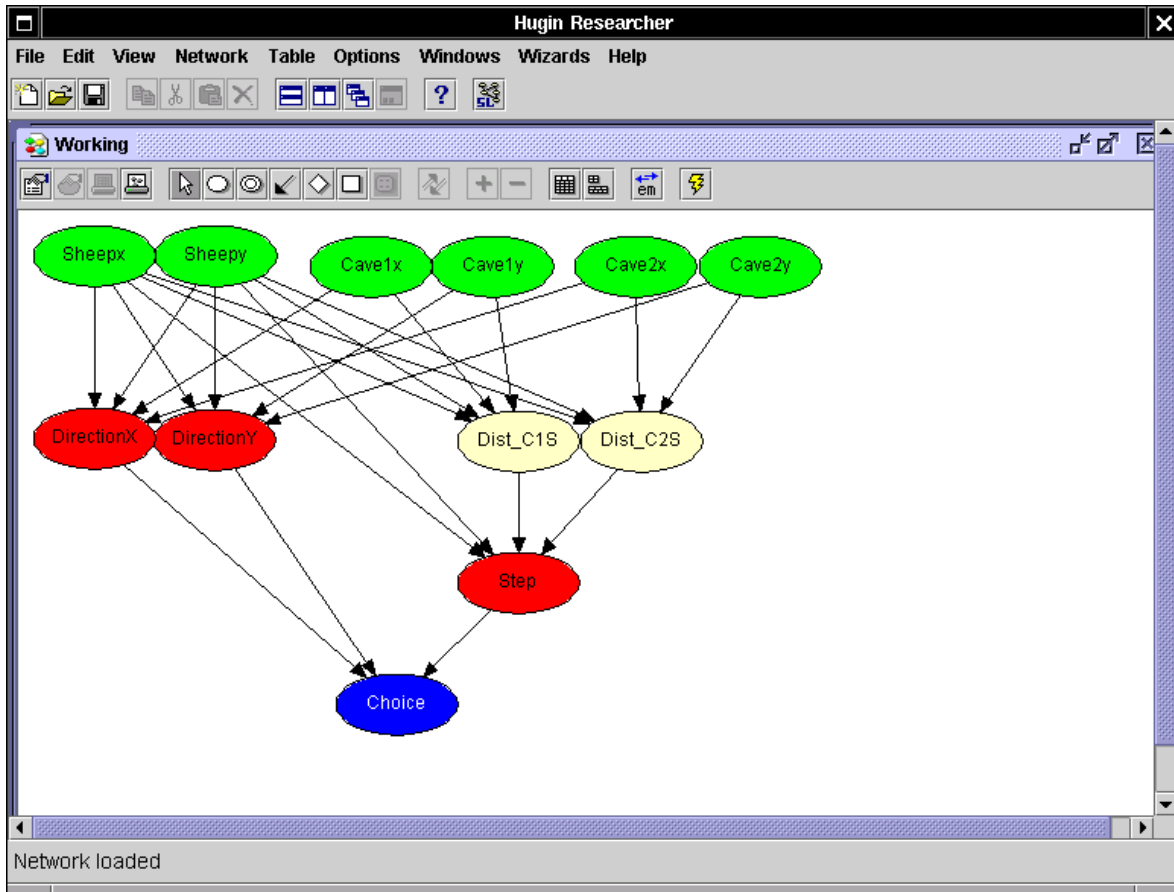 Hugin Researcher
File Edit View Network Table Options Windows Wizards Help
? SL
Working
em
Sheepx Sheepy Cave1x Cave1y Cave2x Cave2y
DirectionX DirectionY Dist_C1S Dist_C2S
Step
Choice
Network loaded